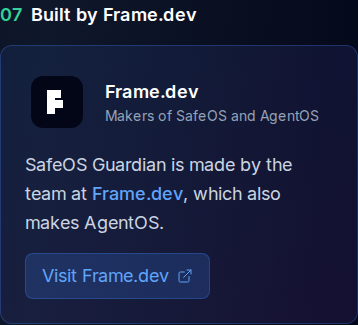 07 Built by Frame.dev
F
Frame.dev
Makers of SafeOS and AgentOS
SafeOS Guardian is made by the
team at Frame.dev, which also
makes AgentOS.
Visit Frame.dev